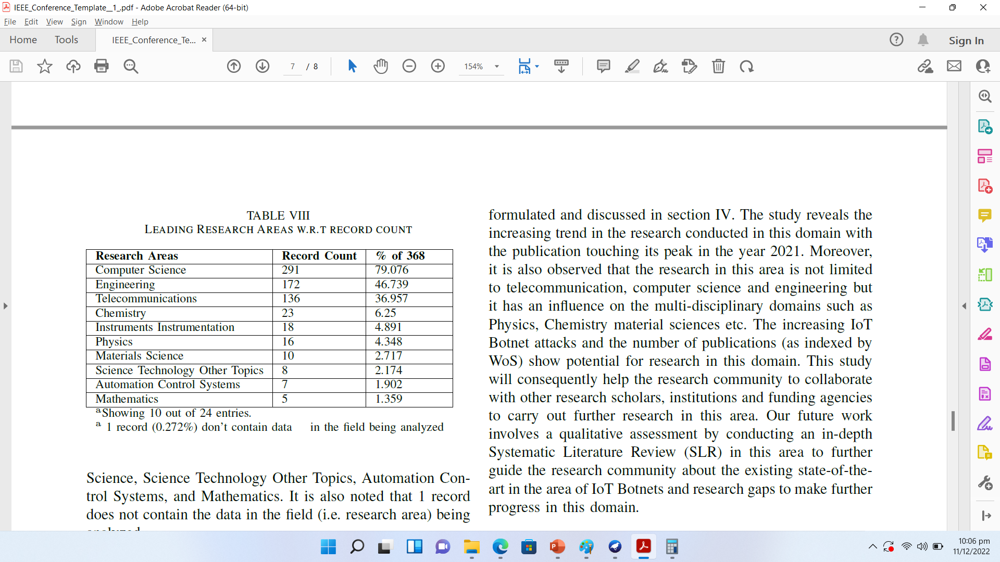 IEEE_Conference_Template__1_.pdf - Adobe Acrobat Reader (64-bit)
File Edit View Sign Window Help
Home Tools IEEE_Conference_Te... × Sign In
7 / 8 154%
TABLE VIII
LEADING RESEARCH AREAS W.R.T RECORD COUNT
Research Areas Record Count % of 368
Computer Science 291 79.076
Engineering 172 46.739
Telecommunications 136 36.957
Chemistry 23 6.25
Instruments Instrumentation 18 4.891
Physics 16 4.348
Materials Science 10 2.717
Science Technology Other Topics 8 2.174
Automation Control Systems 7 1.902
Mathematics 5 1.359
a Showing 10 out of 24 entries.
a 1 record (0.272%) don't contain data in the field being analyzed
Science, Science Technology Other Topics, Automation Con-
trol Systems, and Mathematics. It is also noted that 1 record
does not contain the data in the field (i.e. research area) being
formulated and discussed in section IV. The study reveals the
increasing trend in the research conducted in this domain with
the publication touching its peak in the year 2021. Moreover,
it is also observed that the research in this area is not limited
to telecommunication, computer science and engineering but
it has an influence on the multi-disciplinary domains such as
Physics, Chemistry material sciences etc. The increasing IoT
Botnet attacks and the number of publications (as indexed by
WoS) show potential for research in this domain. This study
will consequently help the research community to collaborate
with other research scholars, institutions and funding agencies
to carry out further research in this area. Our future work
involves a qualitative assessment by conducting an in-depth
Systematic Literature Review (SLR) in this area to further
guide the research community about the existing state-of-the-
art in the area of IoT Botnets and research gaps to make further
progress in this domain.
10:06 pm
11/12/2022